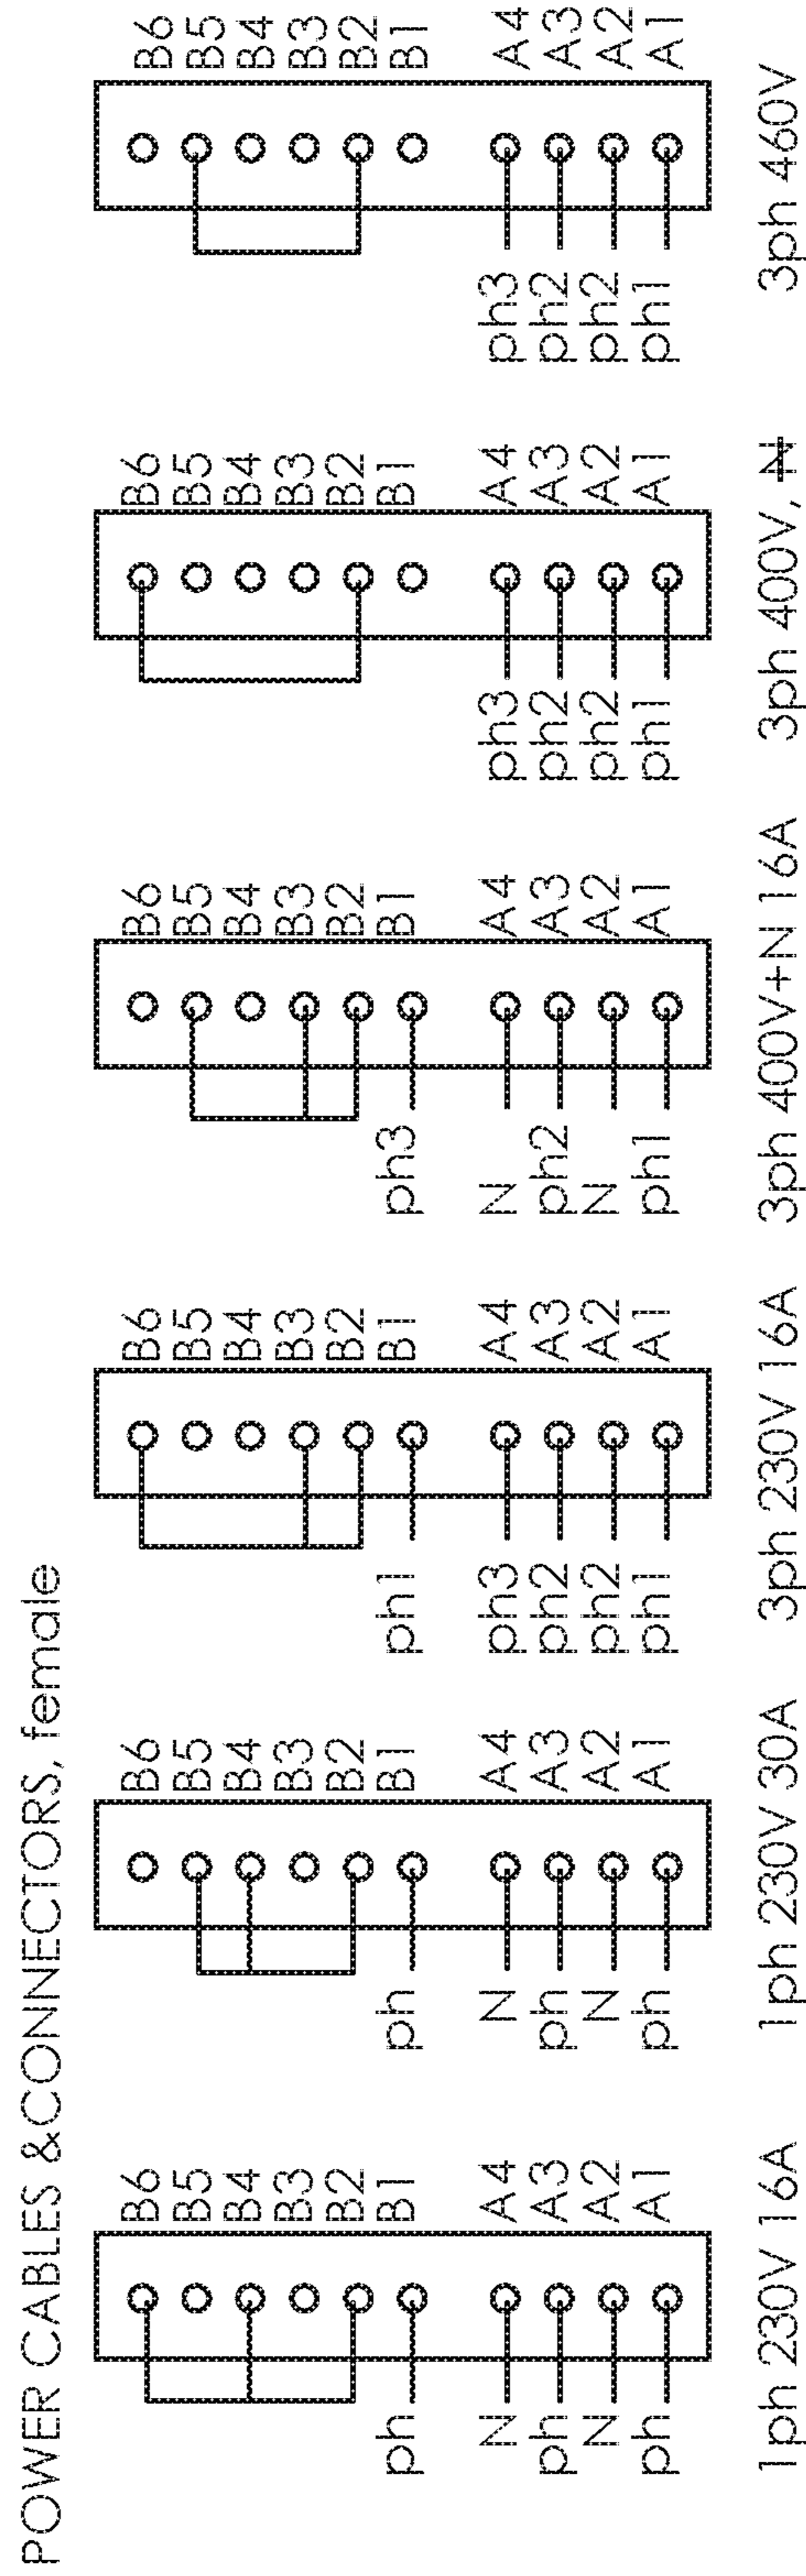 POWER CABLES &CONNECTORS, female
B6
B5
B4
B3
B2
ph B1
N A4
ph A3
N A2
ph A1
1ph 230V 16A
B6
B5
B4
B3
B2
ph B1
N A4
ph A3
N A2
ph A1
1ph 230V 30A
B6
B5
B4
B3
B2
ph1 B1
ph3 A4
ph2 A3
ph2 A2
ph1 A1
3ph 230V 16A
B6
B5
B4
B3
B2
ph3 B1
N A4
ph2 A3
N A2
ph1 A1
3ph 400V+N 16A
B6
B5
B4
B3
B2
B1
ph3 A4
ph2 A3
ph2 A2
ph1 A1
3ph 400V, N
B6
B5
B4
B3
B2
B1
ph3 A4
ph2 A3
ph2 A2
ph1 A1
3ph 460V